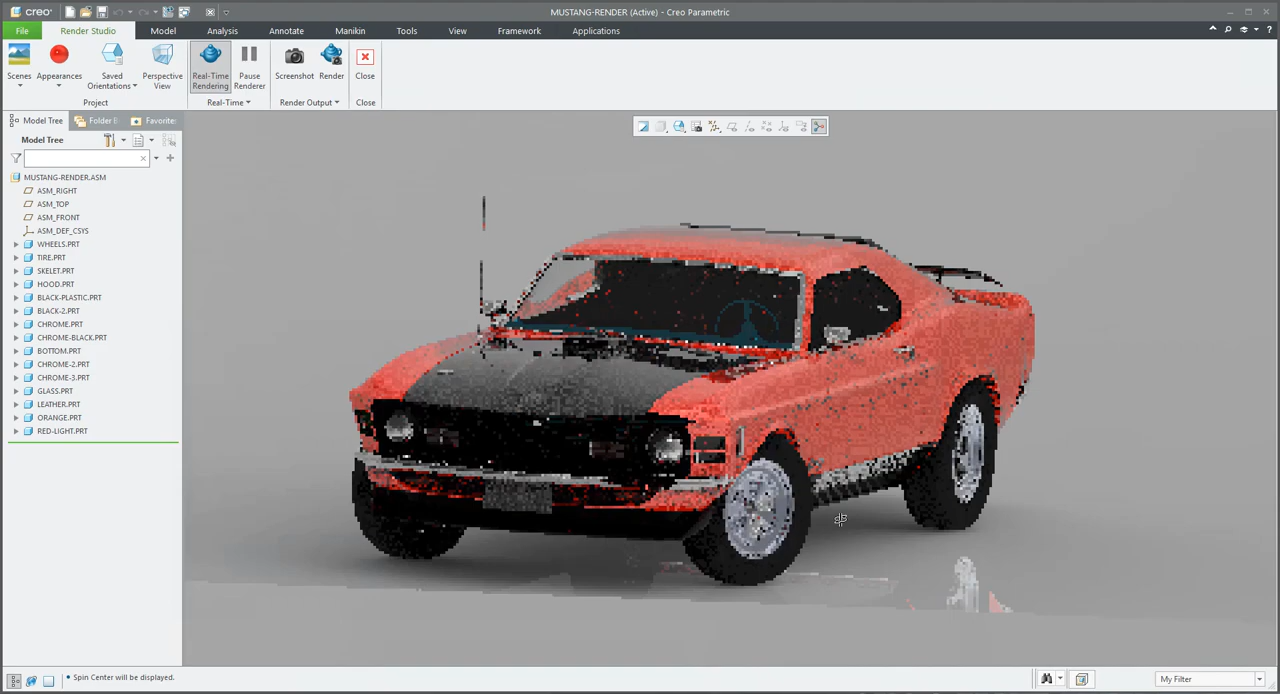 creo
MUSTANG-RENDER (Active) - Creo Parametric
File
Render Studio
Model
Analysis
Annotate
Manikin
Tools
View
Framework
Applications
Scenes
Appearances
Saved
Orientations
Perspective
View
Real-Time
Rendering
Pause
Renderer
Screenshot
Render
Close
Project
Real-Time
Render Output
Close
Model Tree
Folder
Favorite
Model Tree
MUSTANG-RENDER.ASM
ASM_RIGHT
ASM_TOP
ASM_FRONT
ASM_DEF_CSYS
WHEELS.PRT
TIRE.PRT
SKELET.PRT
HOOD.PRT
BLACK-PLASTIC.PRT
BLACK-2.PRT
CHROME.PRT
CHROME-BLACK.PRT
BOTTOM.PRT
CHROME-2.PRT
CHROME-3.PRT
GLASS.PRT
LEATHER.PRT
ORANGE.PRT
RED-LIGHT.PRT
• Spin Center will be displayed.
My Filter